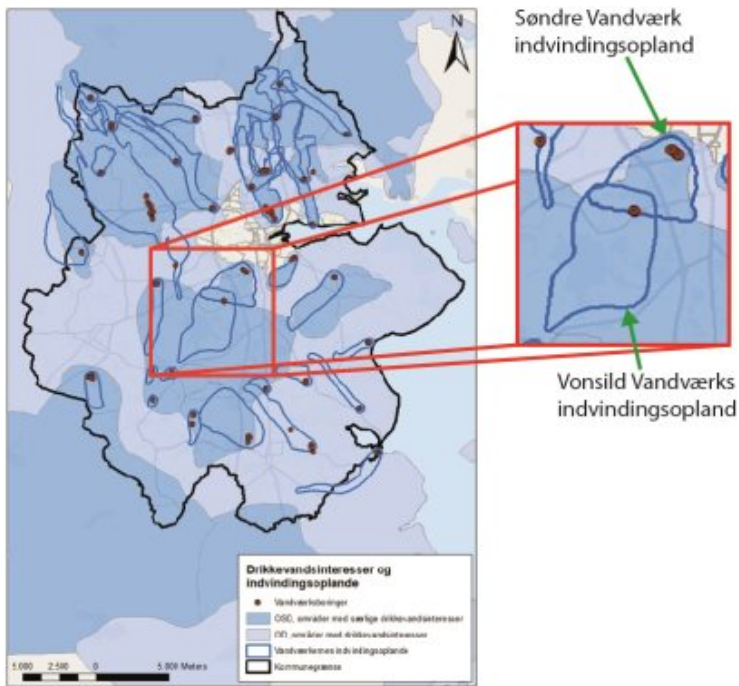 Søndre Vandværk
indvindingsopland
N
Vonsild Vandværks
indvindingsopland
Drikkevandsinteresser og
indvindingsoplande
Vandværksboringer
OSD, områder med særlige drikkevandsinteresser
OD, områder med drikkevandsinteresser
Vandværkernes indvindingsoplande
Kommunegrænse
5.000 2.500 0 5.000 Meters